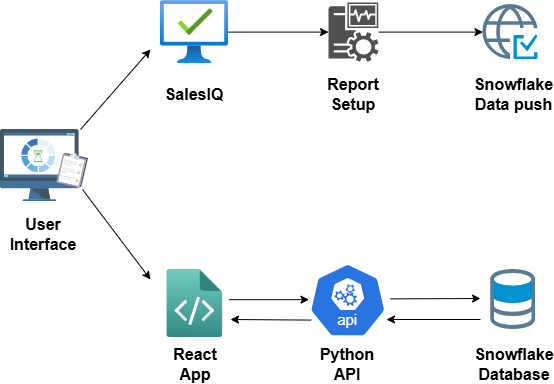 SalesIQ
Report
Setup
Snowflake
Data push
User
Interface
React
App
api
Python
API
Snowflake
Database